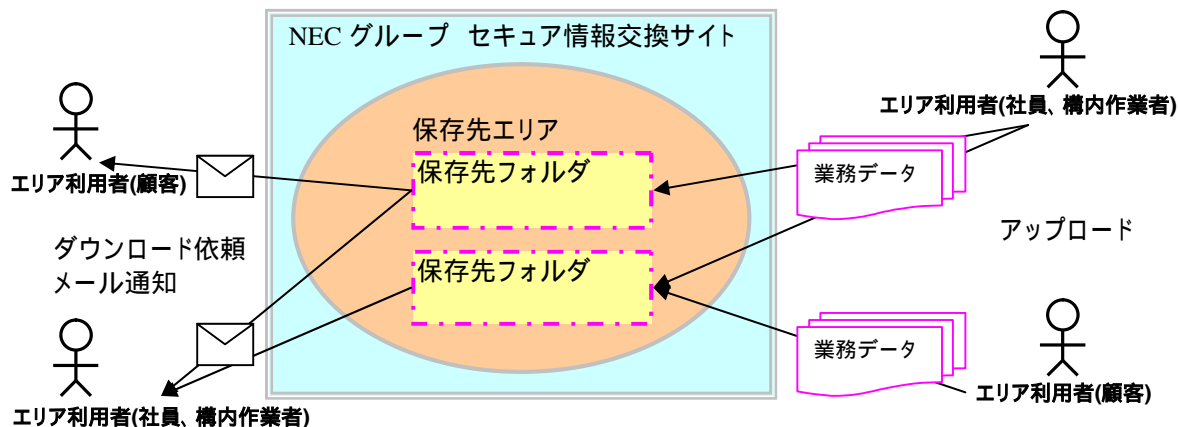 NEC グループ セキュア情報交換サイト
エリア利用者(社員、構内作業者)
保存先エリア
保存先フォルダ
業務データ
エリア利用者(顧客)
アップロード
ダウンロード依頼
メール通知
保存先フォルダ
業務データ
エリア利用者(顧客)
エリア利用者(社員、構内作業者)